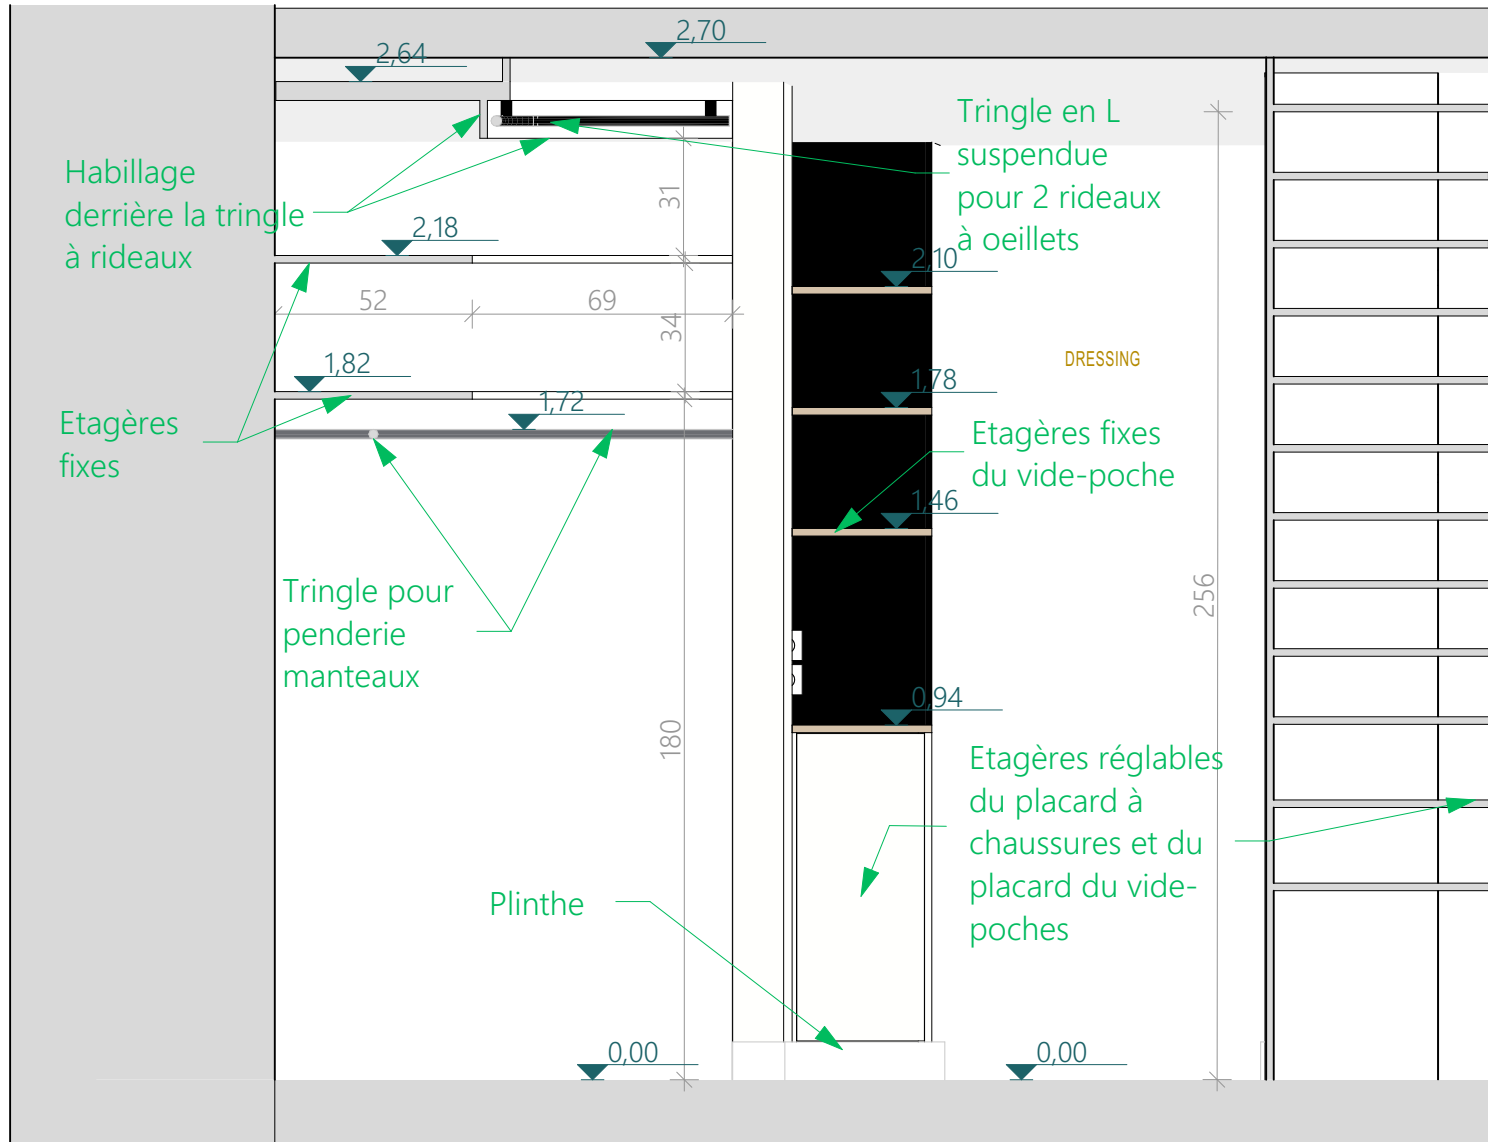 2,70
2,64
Tringle en L
suspendue
pour 2 rideaux
à oeillets
Habillage
derrière la tringle
à rideaux
31
2,18
2,10
52
69
34
1,82
DRESSING
1,78
1,72
Etagères
fixes
Etagères fixes
du vide-poche
1,46
256
Tringle pour
penderie
manteaux
0,94
180
Etagères réglables
du placard à
chaussures et du
placard du vide-
poches
Plinthe
0,00
0,00